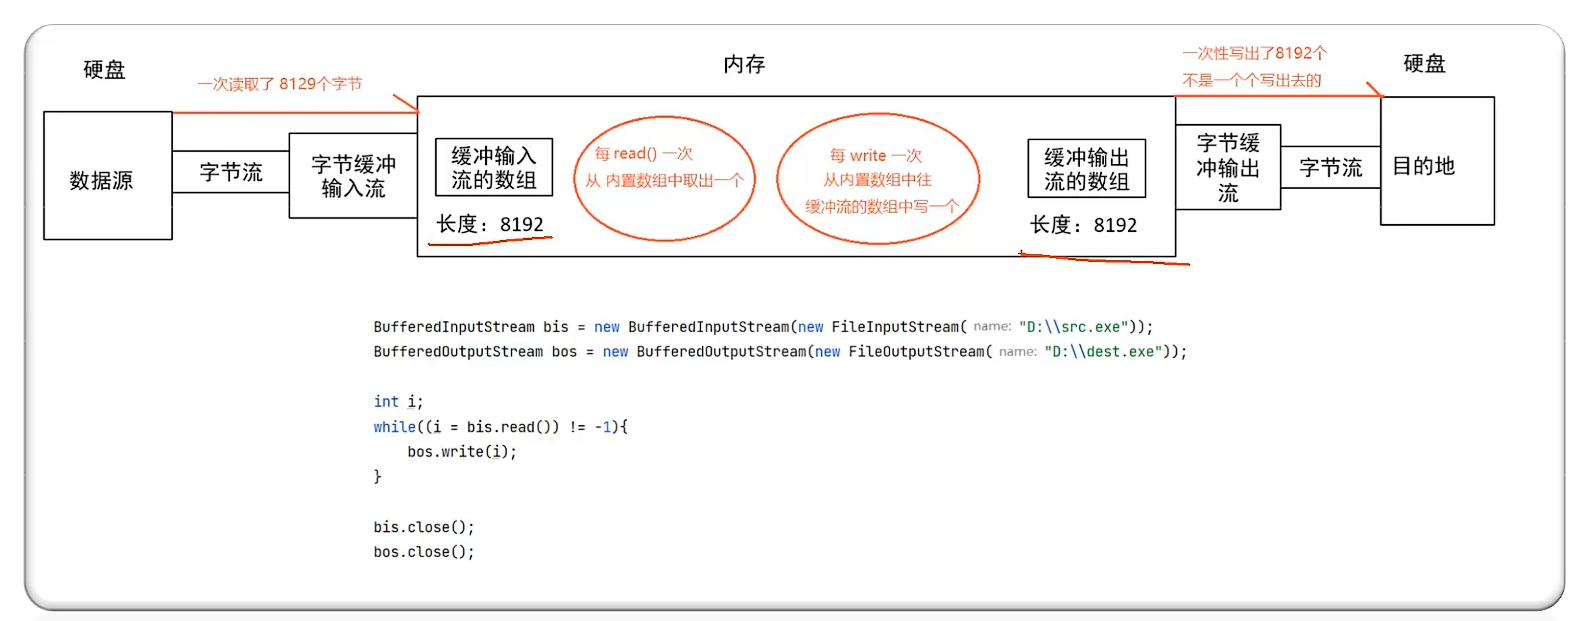 硬盘
一次读取了 8129个字节
内存
一次性写出了8192个
不是一个个写出去的
硬盘
数据源
字节流
字节缓冲
输入流
缓冲输入
流的数组
长度：8192
每 read() 一次
从 内置数组中取出一个
每 write 一次
从内置数组中往
缓冲流的数组中写一个
缓冲输出
流的数组
长度：8192
字节缓
冲输出
流
字节流
目的地
BufferedInputStream bis = new BufferedInputStream(new FileInputStream( name: "D:\\src.exe"));
BufferedOutputStream bos = new BufferedOutputStream(new FileOutputStream( name: "D:\\dest.exe"));
int i;
while((i = bis.read()) != -1){
bos.write(i);
}
bis.close();
bos.close();